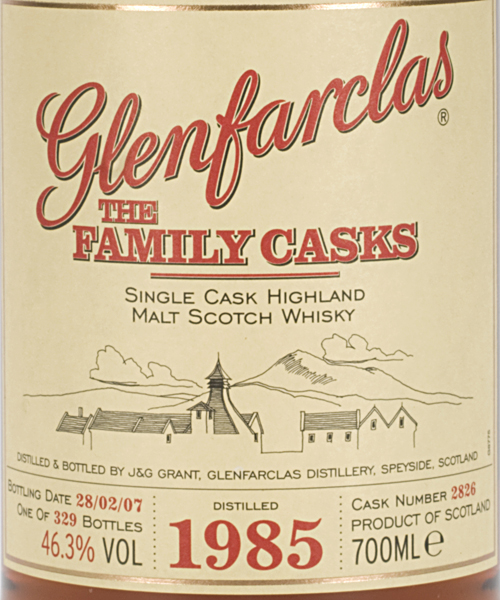 Glenfarclas ®
THE
FAMILY CASKS
SINGLE CASK HIGHLAND
MALT SCOTCH WHISKY
DISTILLED & BOTTLED BY J&G GRANT, GLENFARCLAS DISTILLERY, SPEYSIDE, SCOTLAND
BOTTLING DATE 28/02/07
ONE OF 329 BOTTLES
46.3% VOL
DISTILLED
1985
CASK NUMBER 2826
PRODUCT OF SCOTLAND
700ML e